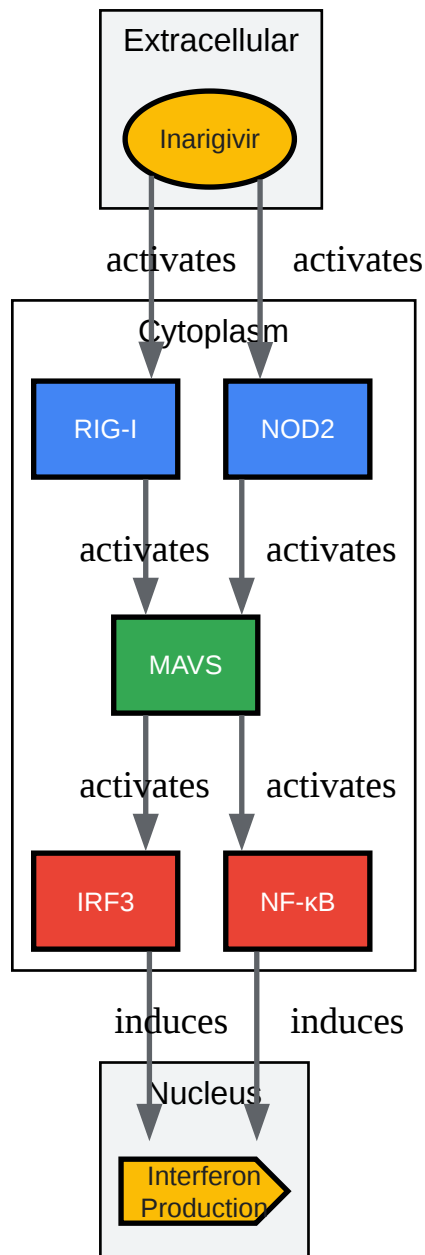 Extracellular
Inarigivir
activates activates
Cytoplasm
RIG-I NOD2
activates activates
MAVS
activates activates
IRF3 NF-κB
induces induces
Nucleus
Interferon
Production